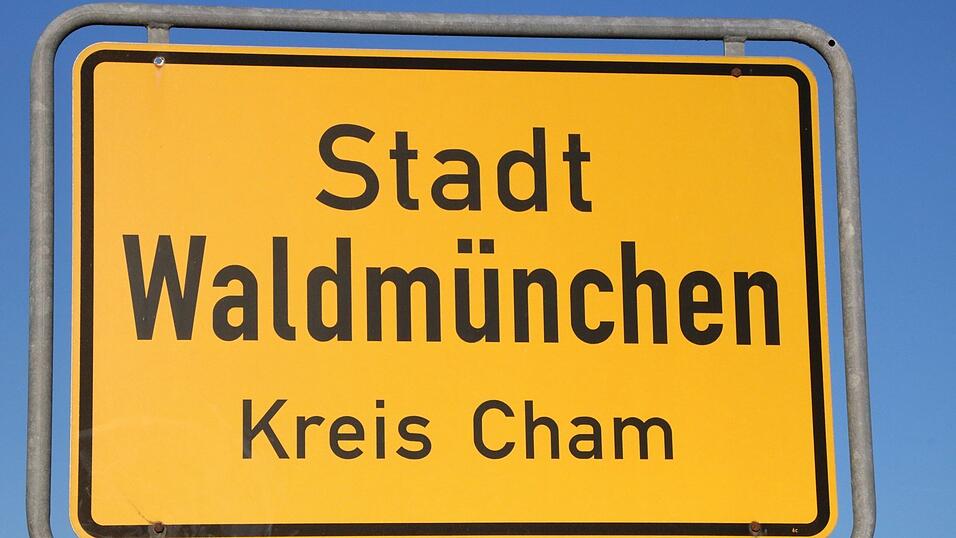 Stadt
Waldmünchen
Kreis Cham